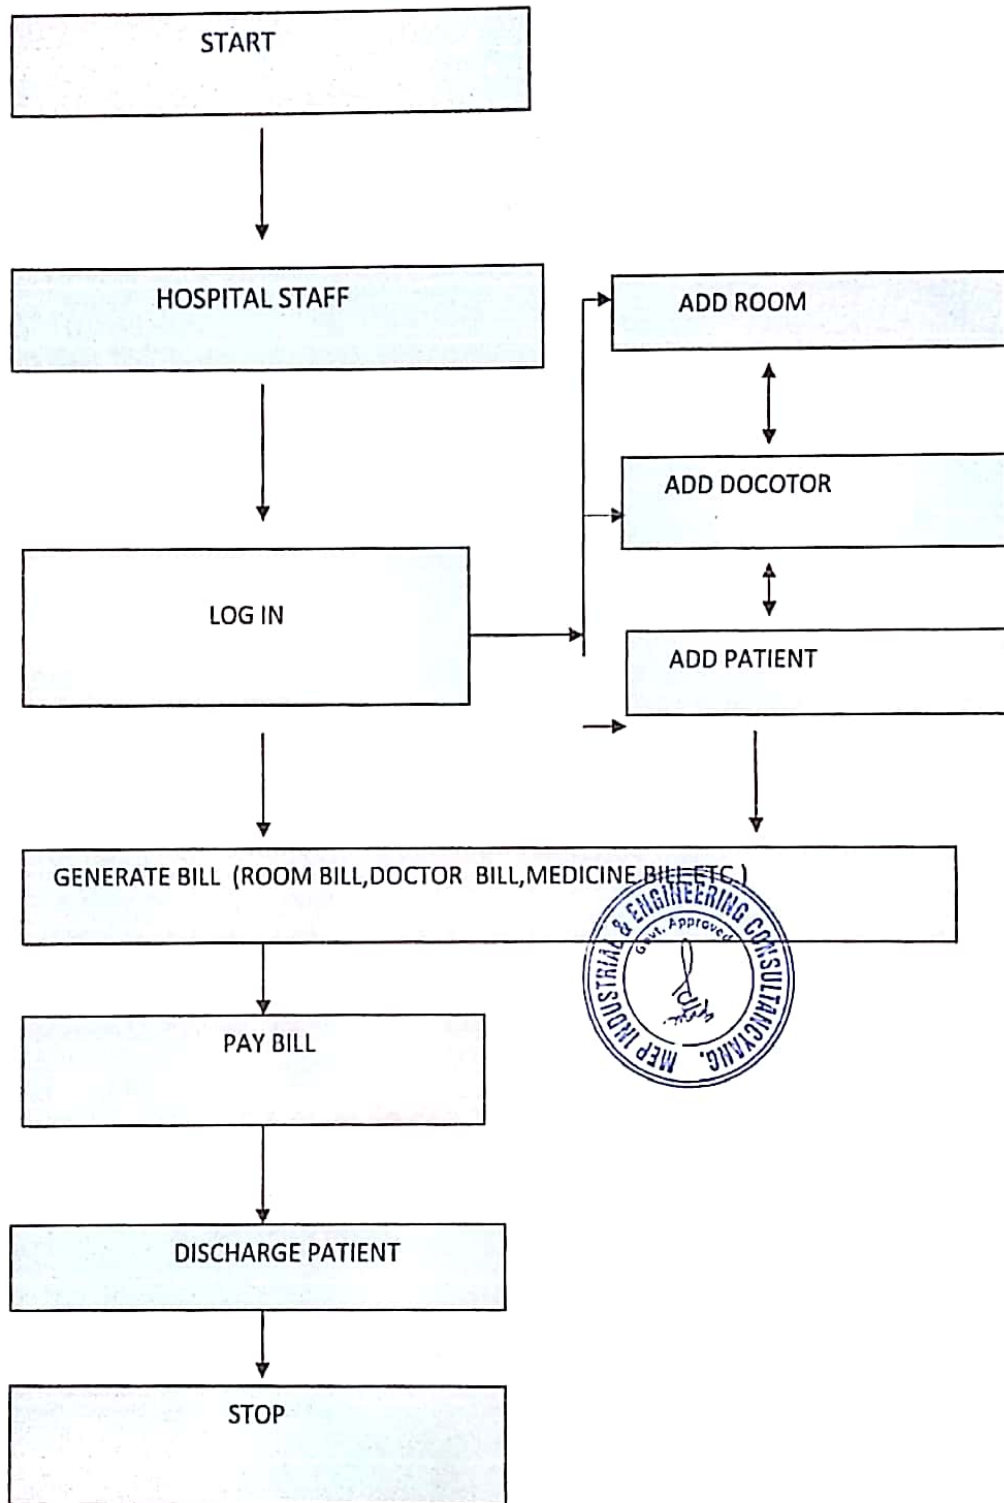 START
HOSPITAL STAFF
ADD ROOM
ADD DOCOTOR
LOG IN
ADD PATIENT
GENERATE BILL (ROOM BILL,DOCTOR BILL,MEDICINE BILL ETC.)
MEP INDUSTRIAL & ENGINEERING CONSULTANCY
Govt. Approved
PAY BILL
DISCHARGE PATIENT
STOP